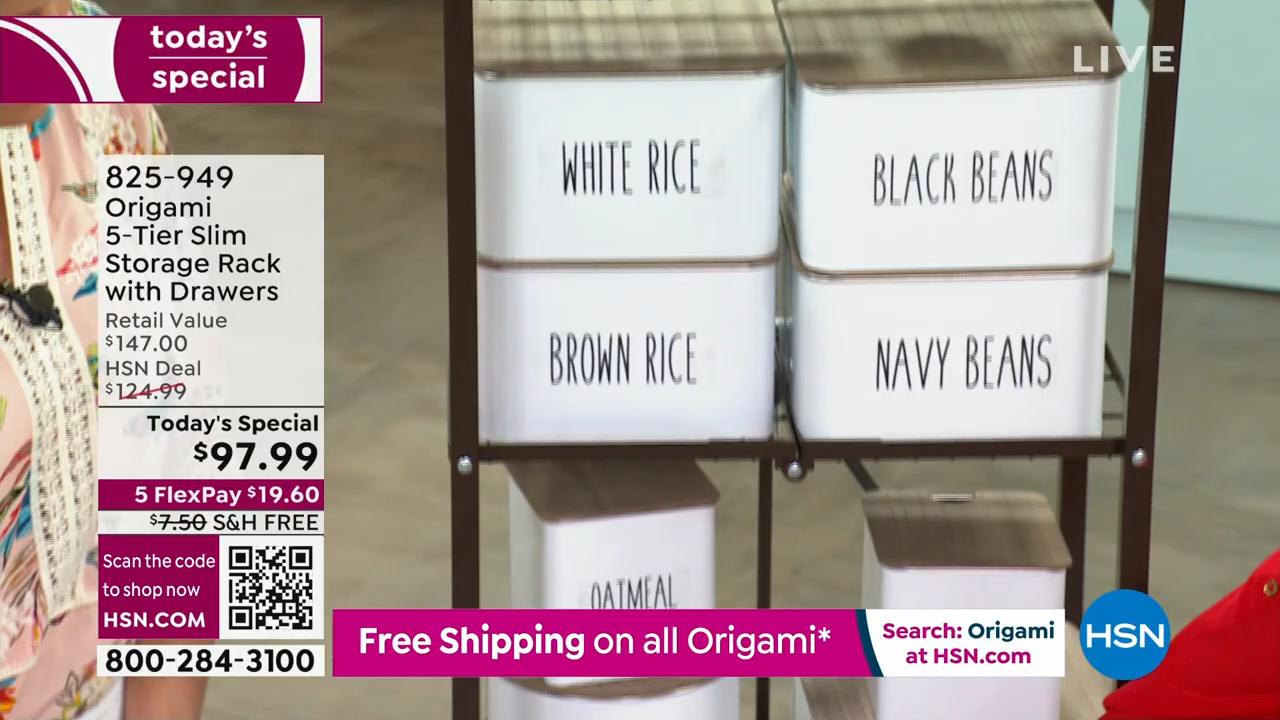 today's
special
LIVE
825-949
Origami
5-Tier Slim
Storage Rack
with Drawers
Retail Value
$147.00
HSN Deal
$124.99
Today's Special
$97.99
5 FlexPay $19.60
$7.50 S&H FREE
Scan the code
to shop now
HSN.COM
800-284-3100
WHITE RICE
BLACK BEANS
BROWN RICE
NAVY BEANS
OATMEAL
Free Shipping on all Origami*
Search: Origami
at HSN.com
HSN